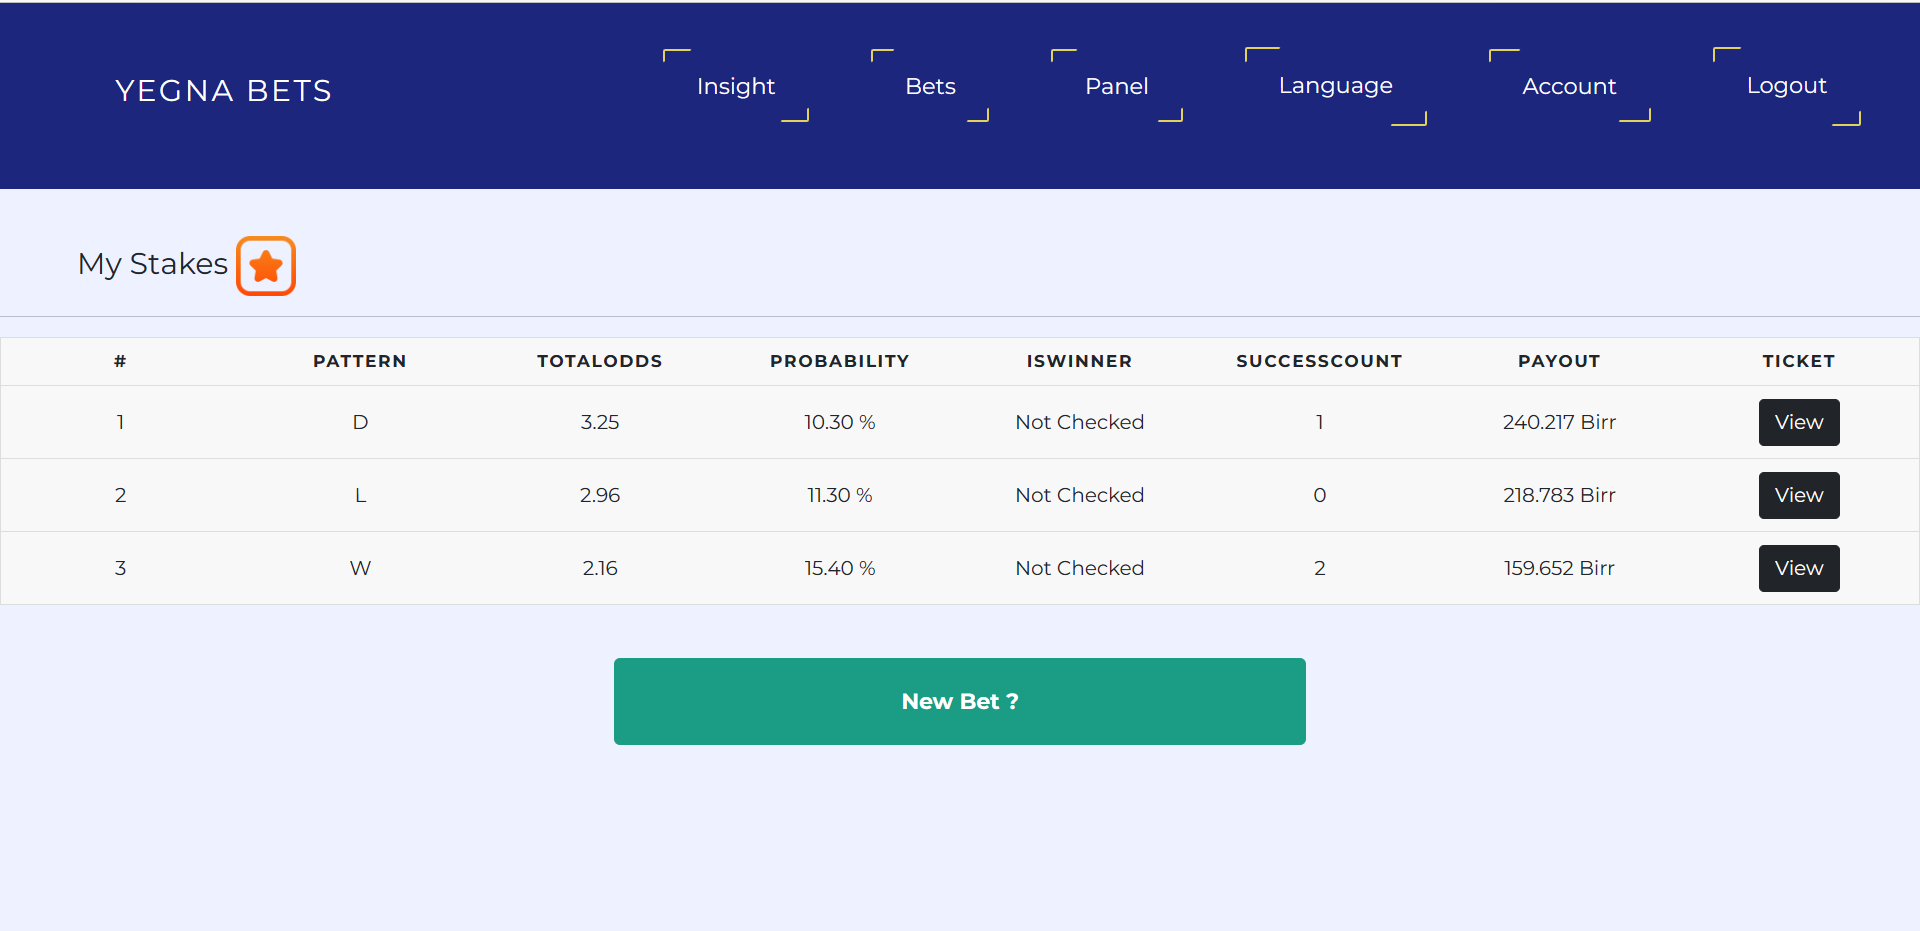 YEGNA BETS Insight Bets Panel Language Account Logout
My Stakes
# PATTERN TOTALODDS PROBABILITY ISWINNER SUCCESSCOUNT PAYOUT TICKET
1 D 3.25 10.30 % Not Checked 1 240.217 Birr View
2 L 2.96 11.30 % Not Checked 0 218.783 Birr View
3 W 2.16 15.40 % Not Checked 2 159.652 Birr View
New Bet ?